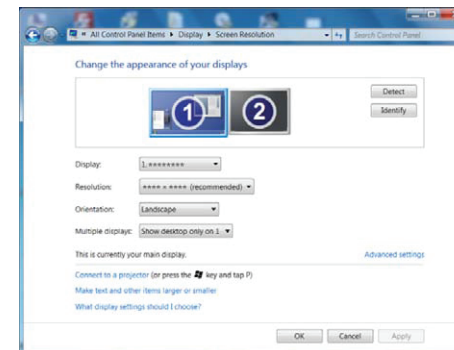 « All Control Panel Items ▸ Display ▸ Screen Resolution
Search Control Panel
Change the appearance of your displays
1
2
Detect
Identify
Display: 1.********
Resolution: **** × **** (recommended)
Orientation: Landscape
Multiple displays: Show desktop only on 1
This is currently your main display.
Advanced settings
Connect to a projector (or press the key and tap P)
Make text and other items larger or smaller
What display settings should I choose?
OK Cancel Apply